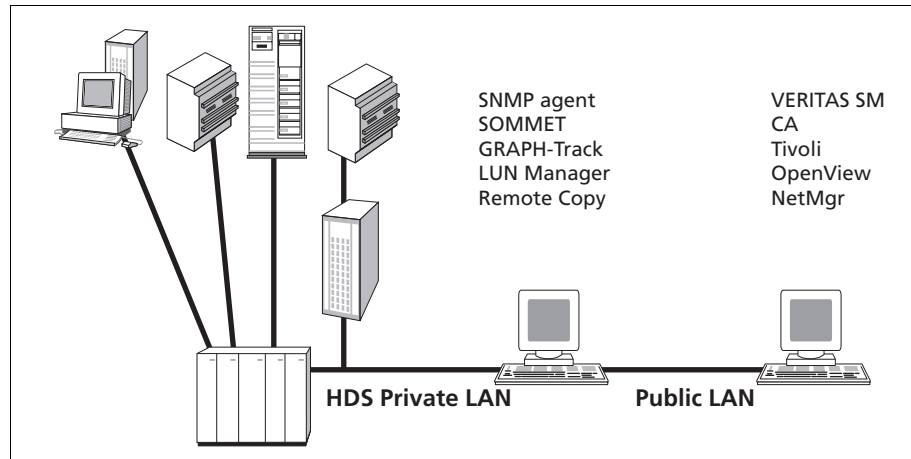 SNMP agent
SOMMET
GRAPH-Track
LUN Manager
Remote Copy
VERITAS SM
CA
Tivoli
OpenView
NetMgr
HDS Private LAN
Public LAN